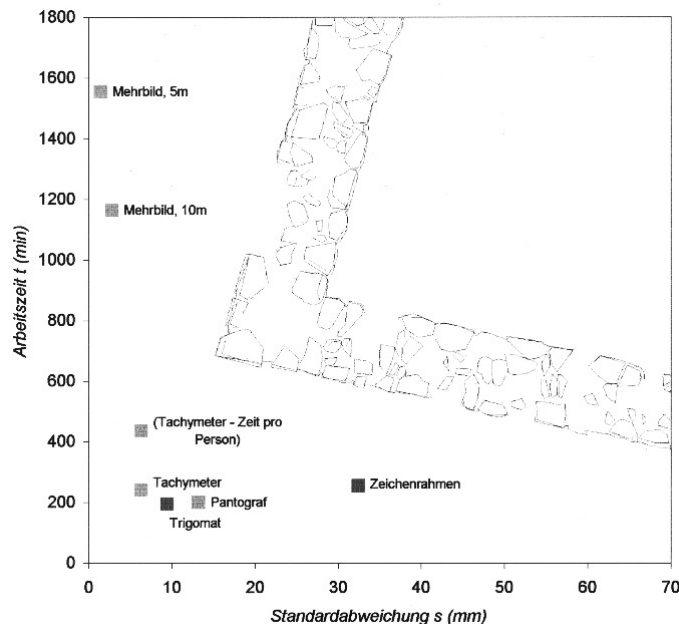 1800
1600
1400
1200
1000
800
600
400
200
0
Arbeitszeit t (min)
Mehrbild, 5m
Mehrbild, 10m
(Tachymeter - Zeit pro
Person)
Tachymeter
Pantograf
Trigomat
Zeichenrahmen
0 10 20 30 40 50 60 70
Standardabweichung s (mm)